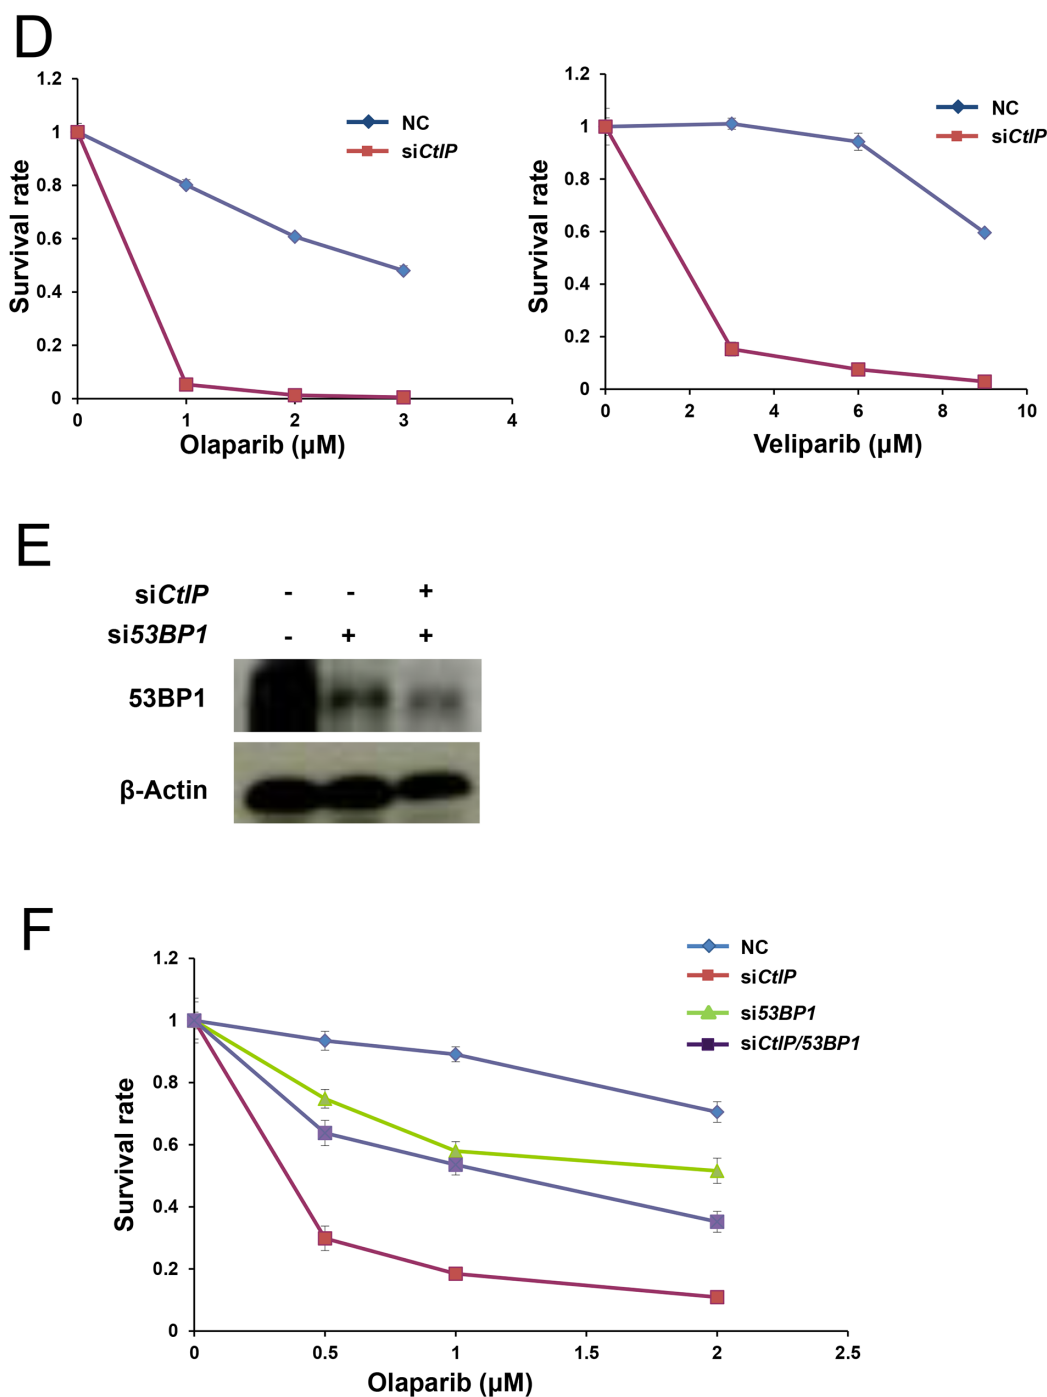 D
1.2
1
0.8
0.6
0.4
0.2
0
0 1 2 3 4
Survival rate
Olaparib (µM)
NC
siCtIP
1.2
1
0.8
0.6
0.4
0.2
0
0 2 4 6 8 10
Survival rate
Veliparib (µM)
NC
siCtIP
E
siCtIP - - +
si53BP1 - + +
53BP1
β-Actin
F
1.2
1
0.8
0.6
0.4
0.2
0
0 0.5 1 1.5 2 2.5
Survival rate
Olaparib (µM)
NC
siCtIP
si53BP1
siCtIP/53BP1